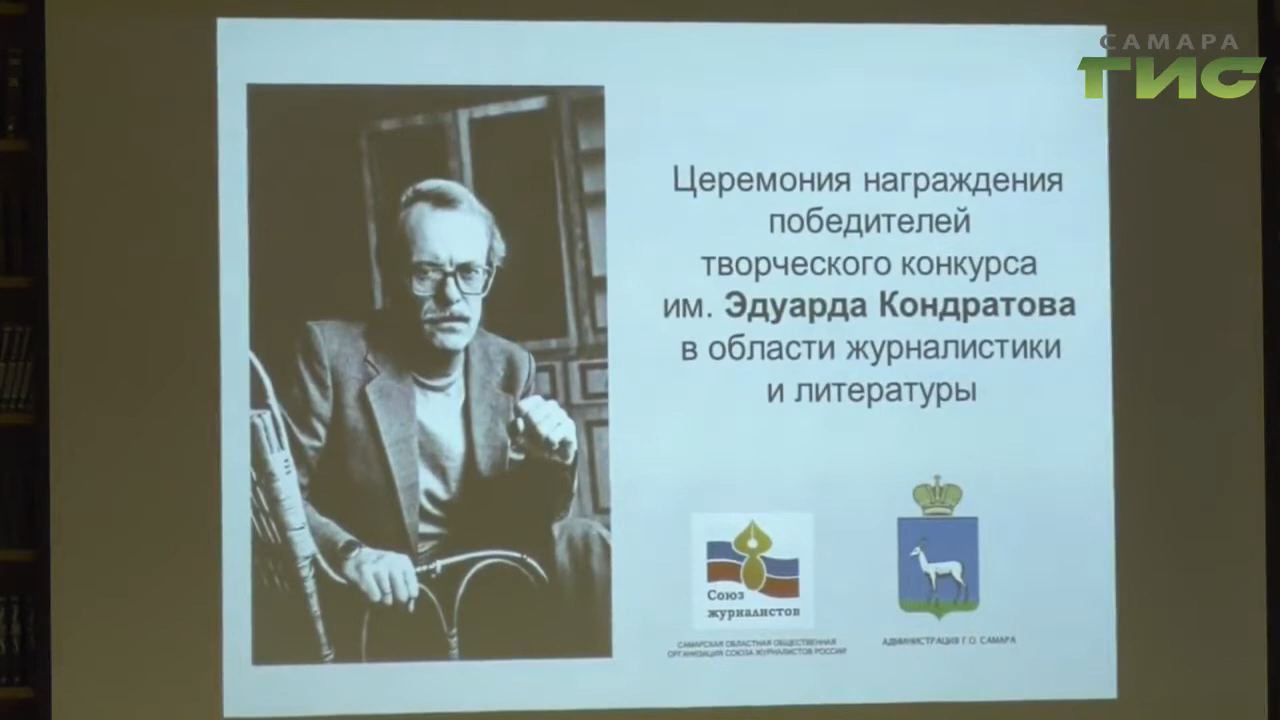 САМАРА
ГИС
Церемония награждения
победителей
творческого конкурса
им. Эдуарда Кондратова
в области журналистики
и литературы
Союз
журналистов
САМАРСКАЯ ОБЛАСТНАЯ ОБЩЕСТВЕННАЯ
ОРГАНИЗАЦИЯ СОЮЗА ЖУРНАЛИСТОВ РОССИИ
АДМИНИСТРАЦИЯ Г.О. САМАРА